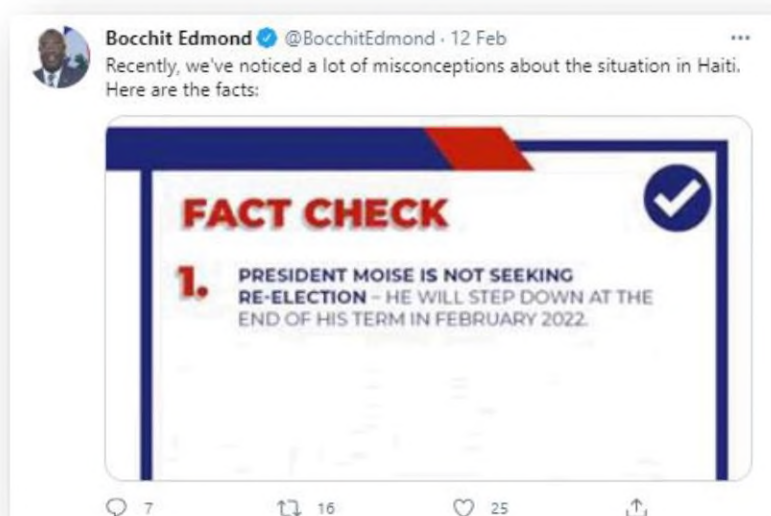 Bocchit Edmond @BocchitEdmond · 12 Feb
Recently, we've noticed a lot of misconceptions about the situation in Haiti.
Here are the facts:
FACT CHECK
1. PRESIDENT MOISE IS NOT SEEKING
RE-ELECTION – HE WILL STEP DOWN AT THE
END OF HIS TERM IN FEBRUARY 2022.
7 16 25